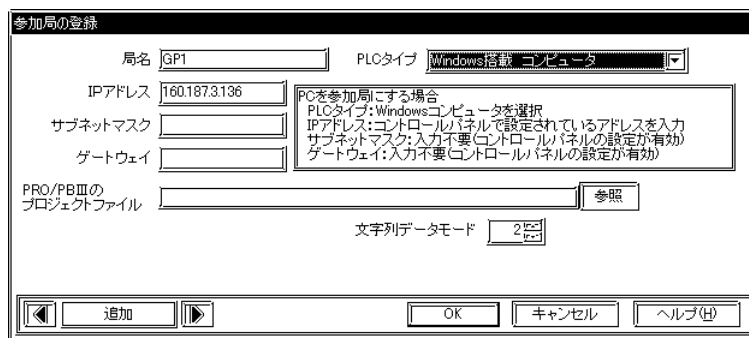 参加局の登録
局名 GP1 PLCタイプ Windows搭載 コンピュータ
IPアドレス 160.187.3.136
サブネットマスク
ゲートウェイ
PCを参加局にする場合
PLCタイプ:Windowsコンピュータを選択
IPアドレス:コントロールパネルで設定されているアドレスを入力
サブネットマスク:入力不要(コントロールパネルの設定が有効)
ゲートウェイ:入力不要(コントロールパネルの設定が有効)
PRO/PBⅢの
プロジェクトファイル 参照
文字列データモード 2
追加 OK キャンセル ヘルプ(H)